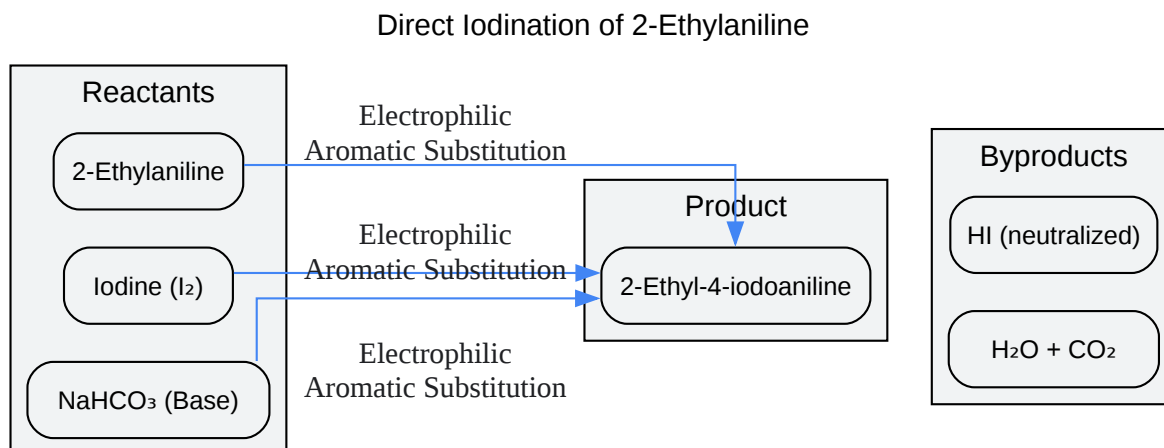 Direct Iodination of 2-Ethylaniline
Reactants
2-Ethylaniline
Iodine (I₂)
NaHCO₃ (Base)
Electrophilic
Aromatic Substitution
Electrophilic
Aromatic Substitution
Electrophilic
Aromatic Substitution
Product
2-Ethyl-4-iodoaniline
Byproducts
HI (neutralized)
H₂O + CO₂